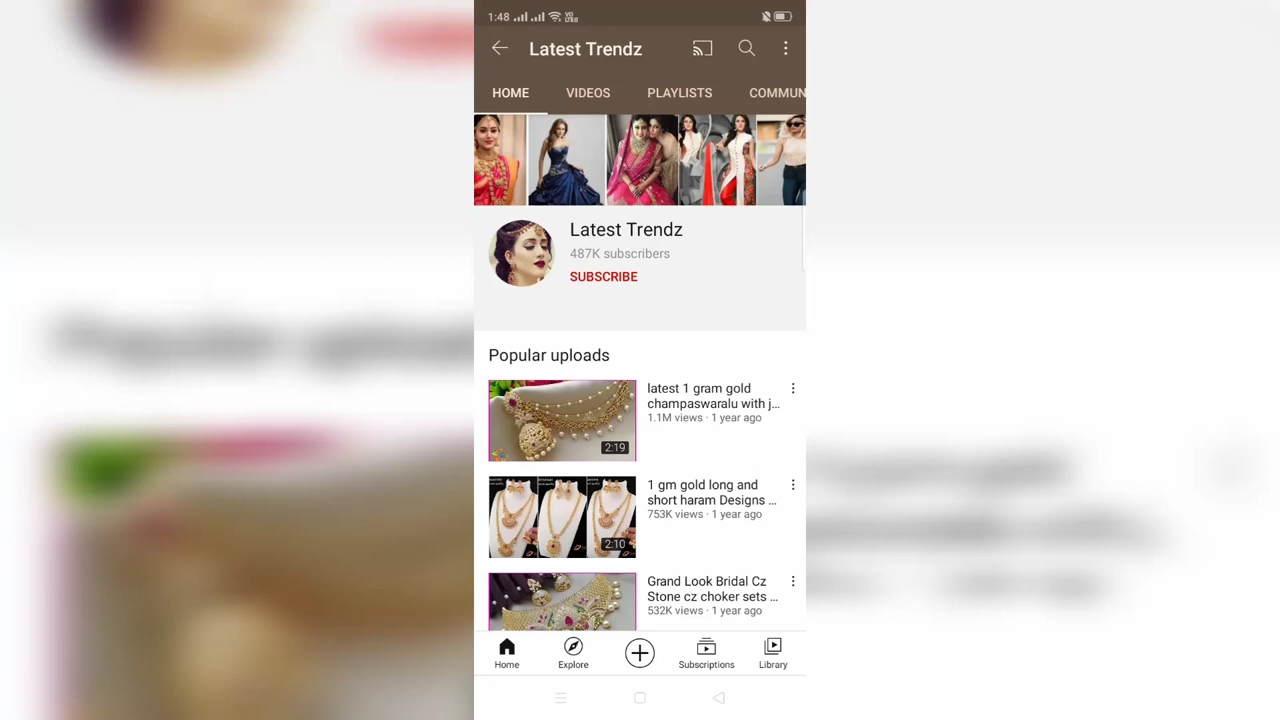 1:48
VO
LTE
Latest Trendz
HOME
VIDEOS
PLAYLISTS
COMMUN
Latest Trendz
487K subscribers
SUBSCRIBE
Popular uploads
latest 1 gram gold
champaswaralu with j...
1.1M views · 1 year ago
2:19
1 gm gold long and
short haram Designs ...
753K views · 1 year ago
2:10
Grand Look Bridal Cz
Stone cz choker sets ...
532K views · 1 year ago
Home
Explore
Subscriptions
Library